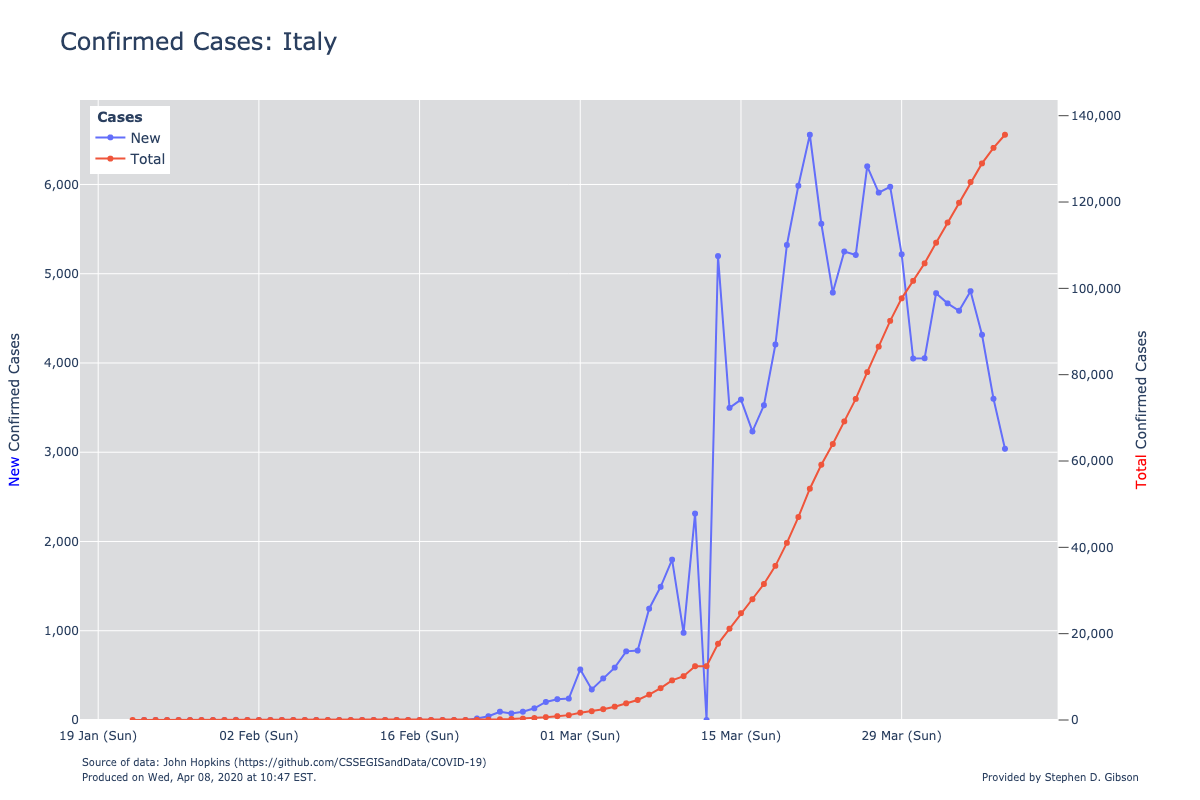 Confirmed Cases: Italy
Cases
New
Total
140,000
120,000
100,000
80,000
60,000
40,000
20,000
0
6,000
5,000
4,000
3,000
2,000
1,000
0
New Confirmed Cases
Total Confirmed Cases
19 Jan (Sun)
02 Feb (Sun)
16 Feb (Sun)
01 Mar (Sun)
15 Mar (Sun)
29 Mar (Sun)
Source of data: John Hopkins (https://github.com/CSSEGISandData/COVID-19)
Produced on Wed, Apr 08, 2020 at 10:47 EST.
Provided by Stephen D. Gibson